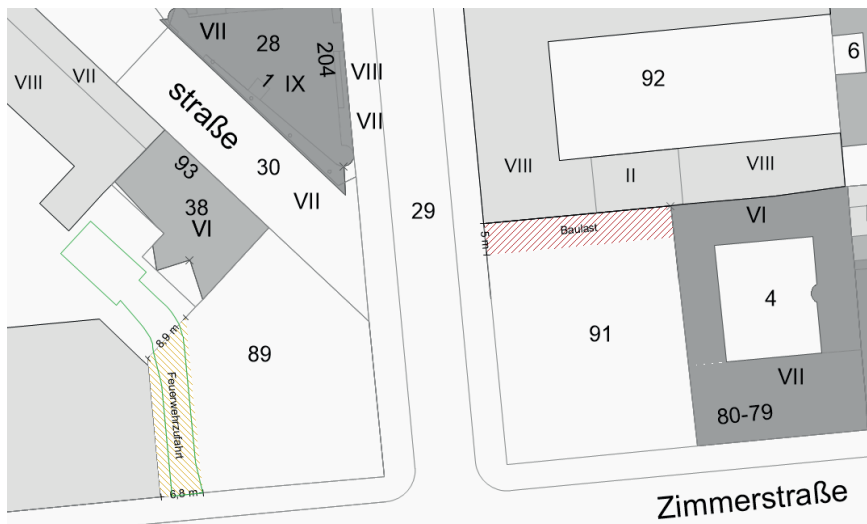 VII
28
204
VIII
VII
1
IX
VII
VIII
straße
30
VII
93
38
VI
29
92
6
VIII
II
VIII
Baulast
5 m
VI
4
91
VII
80-79
89
8,9 m
Feuerwehrzufahrt
6,8 m
Zimmerstraße